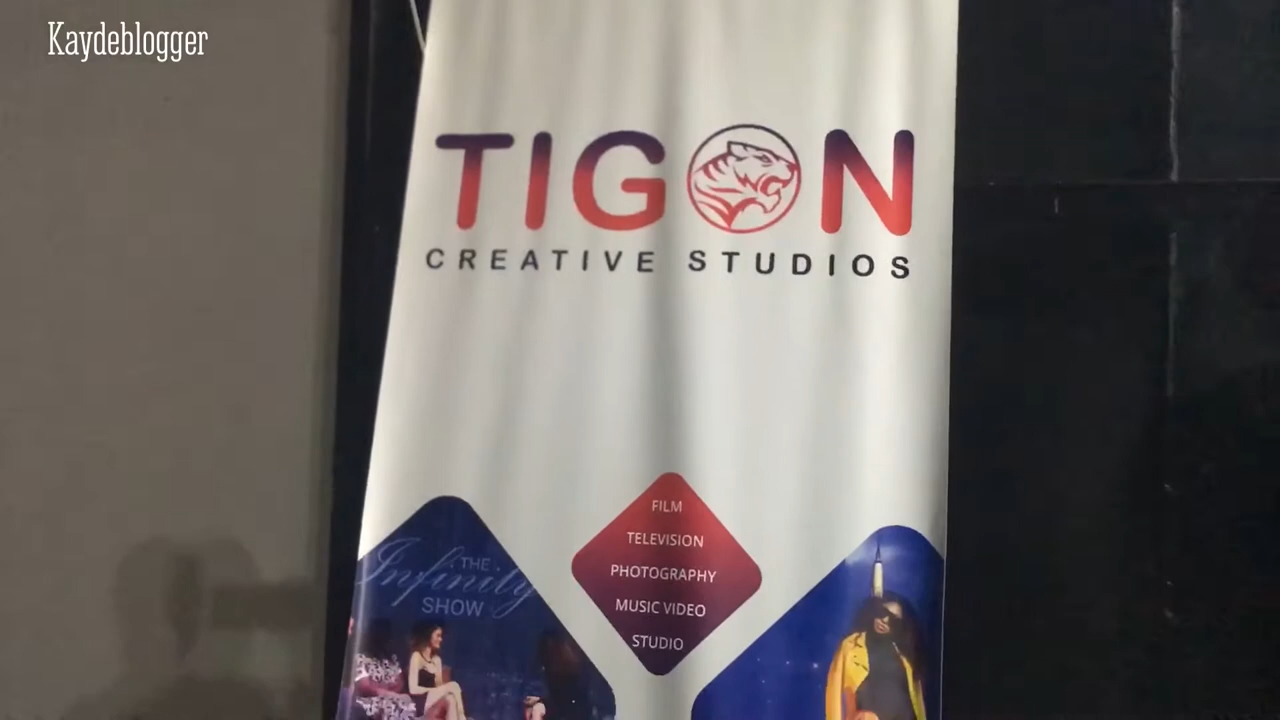 Kaydeblogger
TIGON
CREATIVE STUDIOS
FILM
TELEVISION
PHOTOGRAPHY
MUSIC VIDEO
STUDIO
THE
Infinity
SHOW